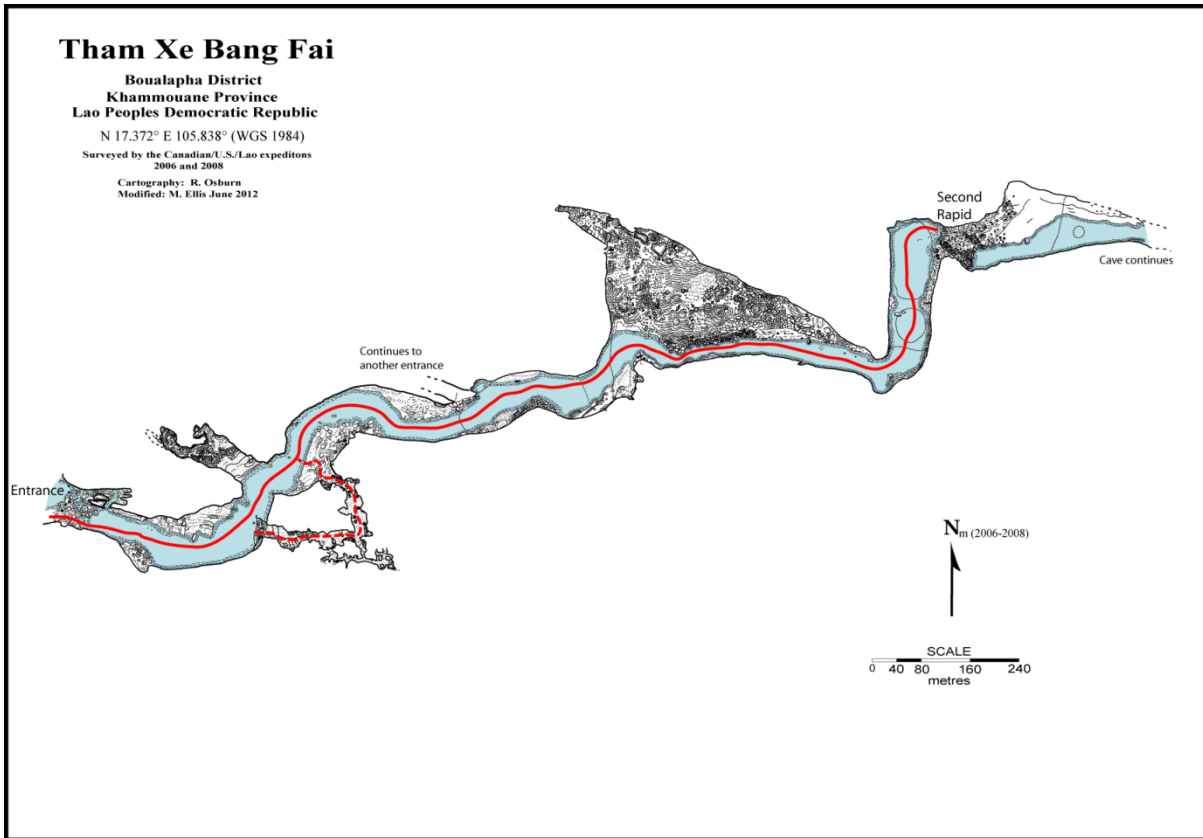 Tham Xe Bang Fai
Boualapha District
Khammouane Province
Lao Peoples Democratic Republic
N 17.372° E 105.838° (WGS 1984)
Surveyed by the Canadian/U.S./Lao expeditons
2006 and 2008
Cartography: R. Osburn
Modified: M. Ellis June 2012
Second
Rapid
Cave continues
Continues to
another entrance
Entrance
Nm (2006-2008)
SCALE
0 40 80 160 240
metres